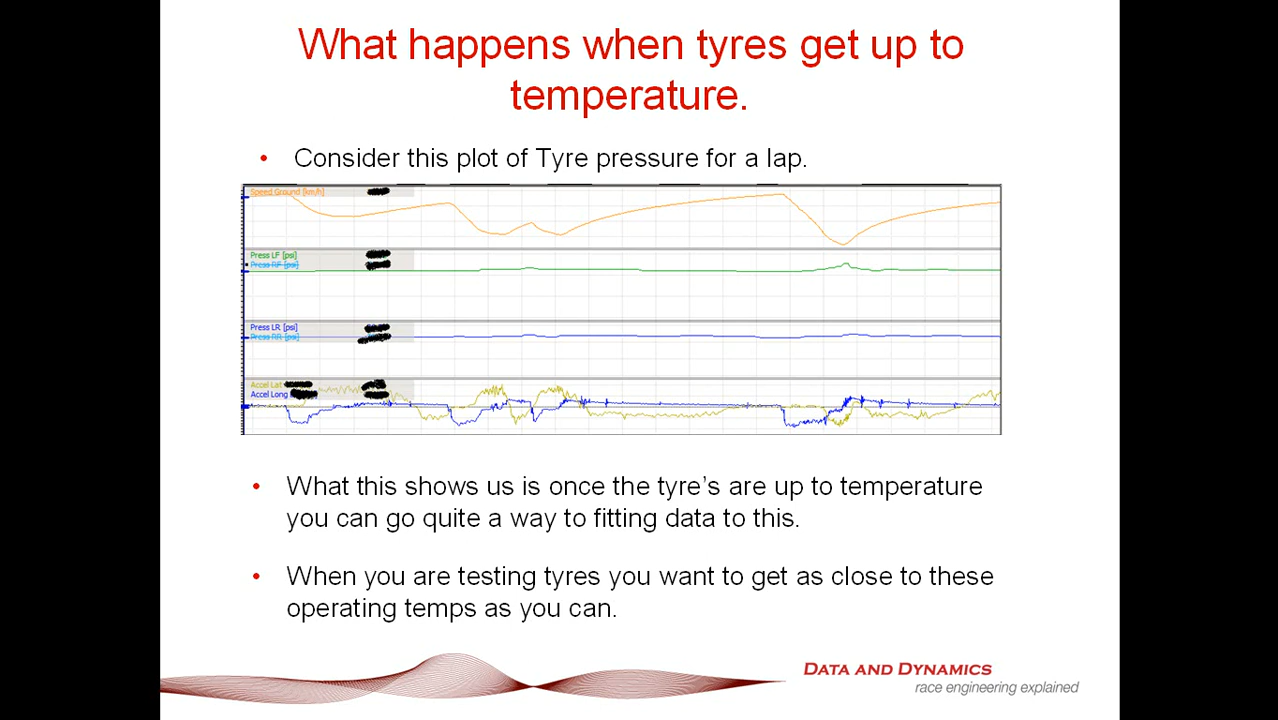 What happens when tyres get up to
temperature.
• Consider this plot of Tyre pressure for a lap.
Speed Ground [km/h]
Press LF [psi]
Press RF [psi]
Press LR [psi]
Press RR [psi]
Accel Lat
Accel Long
• What this shows us is once the tyre's are up to temperature
you can go quite a way to fitting data to this.
• When you are testing tyres you want to get as close to these
operating temps as you can.
DATA AND DYNAMICS
race engineering explained